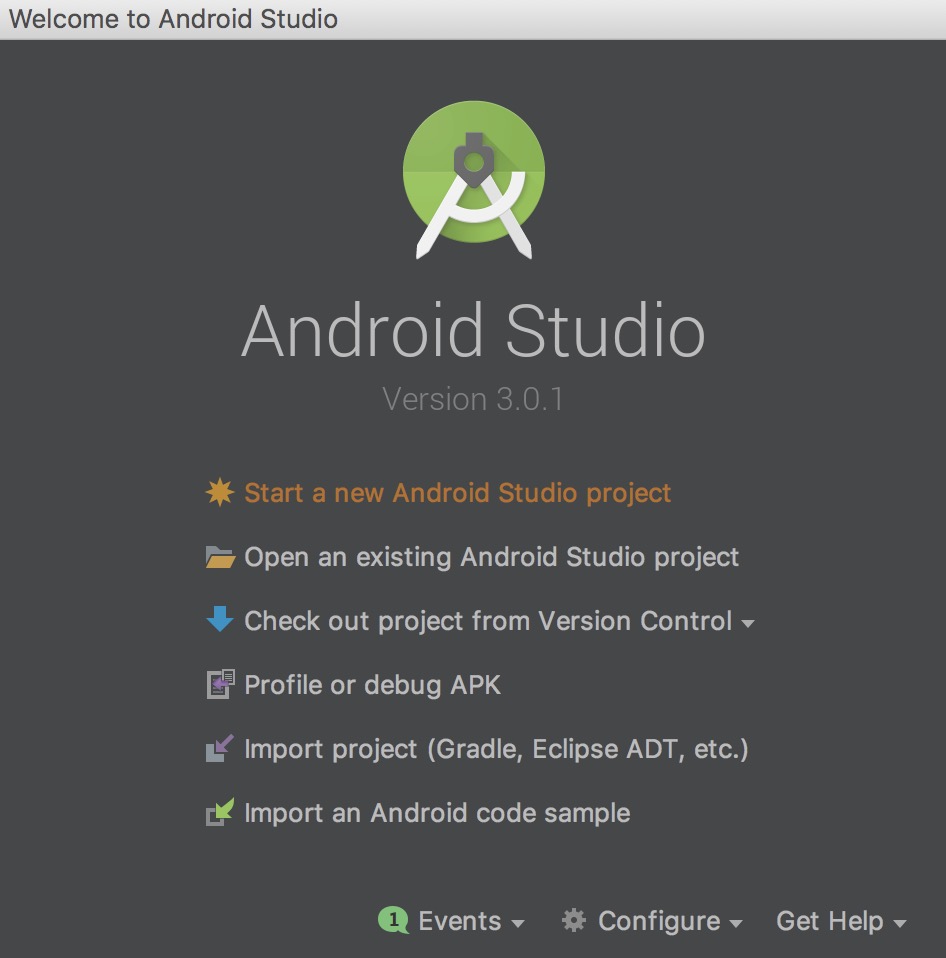 Welcome to Android Studio
Android Studio
Version 3.0.1
Start a new Android Studio project
Open an existing Android Studio project
Check out project from Version Control
Profile or debug APK
Import project (Gradle, Eclipse ADT, etc.)
Import an Android code sample
1 Events Configure Get Help